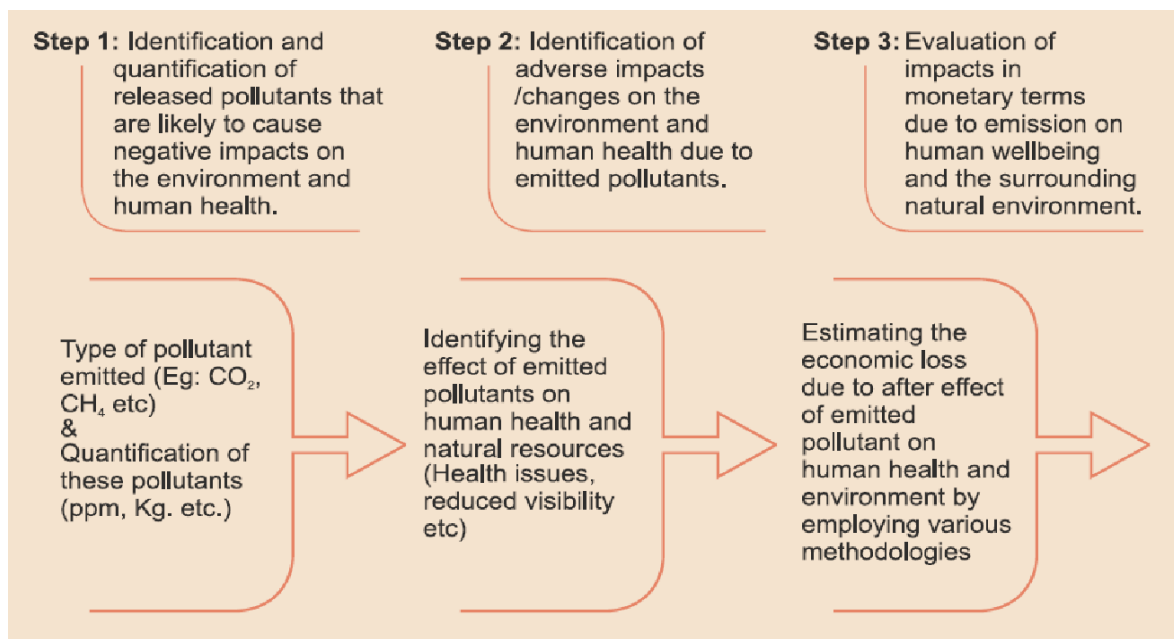 Step 1: Identification and
quantification of
released pollutants that
are likely to cause
negative impacts on
the environment and
human health.
Step 2: Identification of
adverse impacts
/changes on the
environment and
human health due to
emitted pollutants.
Step 3: Evaluation of
impacts in
monetary terms
due to emission on
human wellbeing
and the surrounding
natural environment.
Type of pollutant
emitted (Eg: CO₂,
CH₄ etc)
&
Quantification of
these pollutants
(ppm, Kg. etc.)
Identifying the
effect of emitted
pollutants on
human health and
natural resources
(Health issues,
reduced visibility
etc)
Estimating the
economic loss
due to after effect
of emitted
pollutant on
human health and
environment by
employing various
methodologies